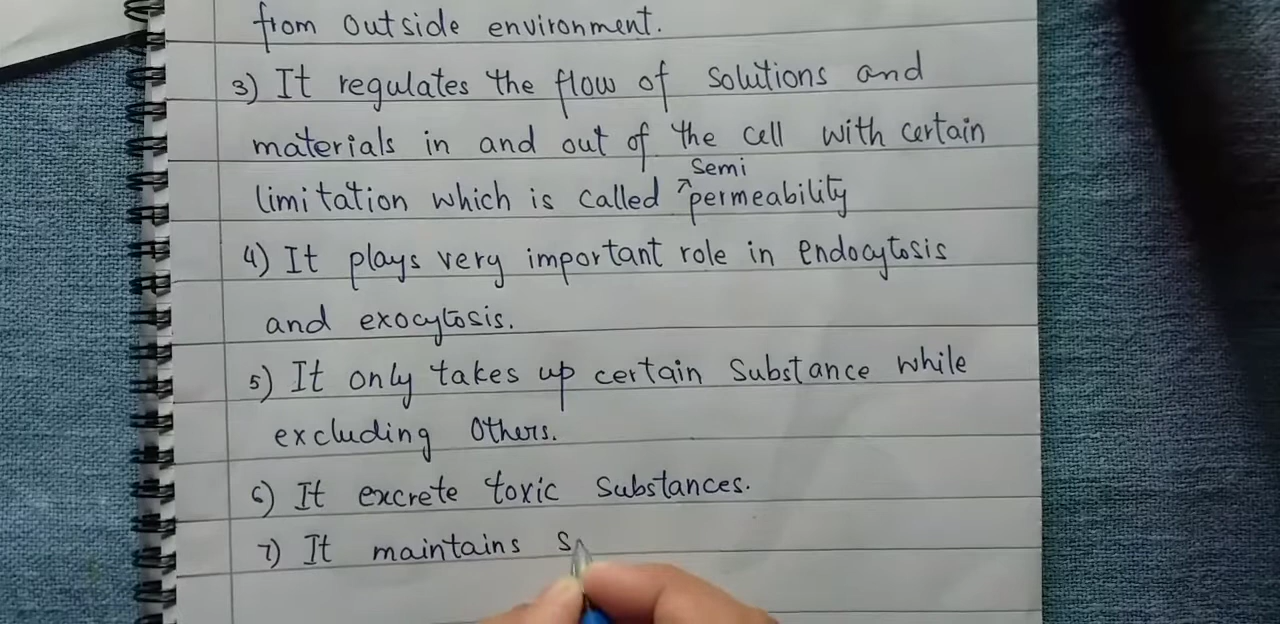 from outside environment.
3) It regulates the flow of solutions and
materials in and out of the cell with certain
Semi
limitation which is called ^permeability
4) It plays very important role in endocytosis
and exocytosis.
5) It only takes up certain substance while
excluding others.
6) It excrete toxic substances.
7) It maintains